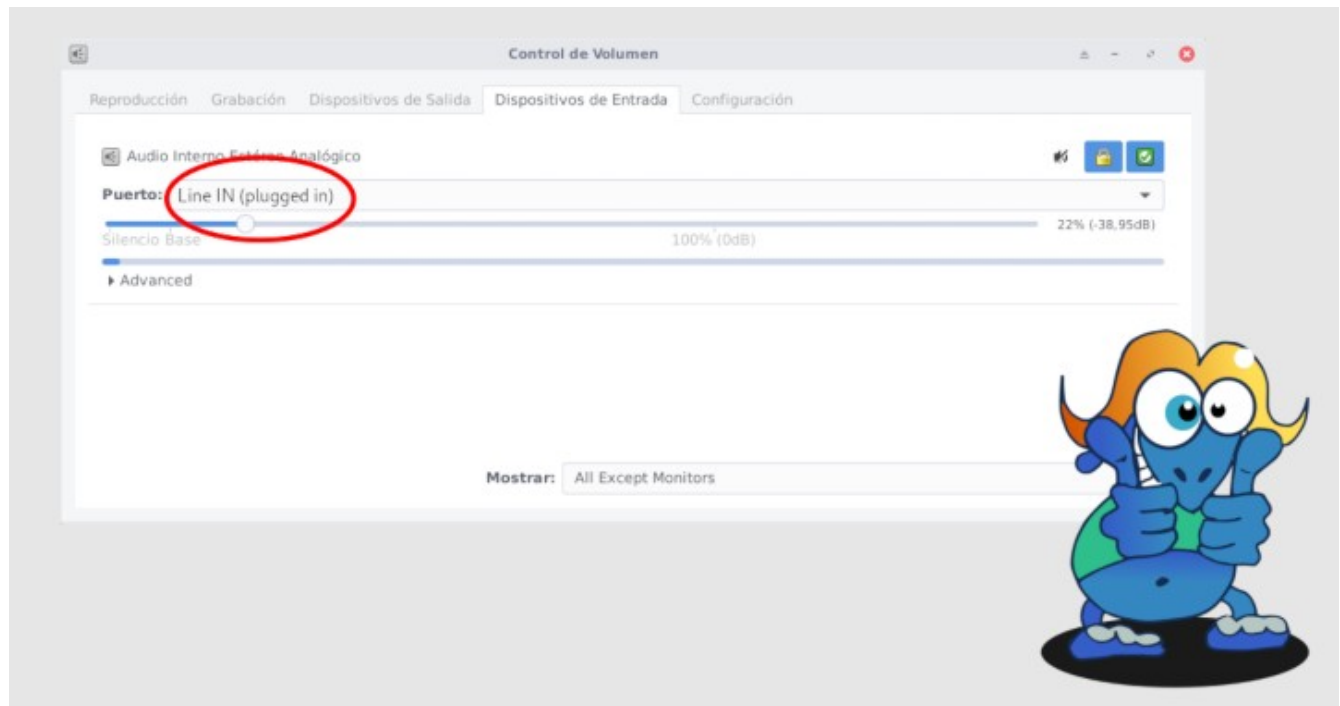 Control de Volumen
Reproducción Grabación Dispositivos de Salida Dispositivos de Entrada Configuración
Audio Interno Estéreo Analógico
Puerto: Line IN (plugged in)
22% (-38,95dB)
Silencio Base 100% (0dB)
Advanced
Mostrar: All Except Monitors